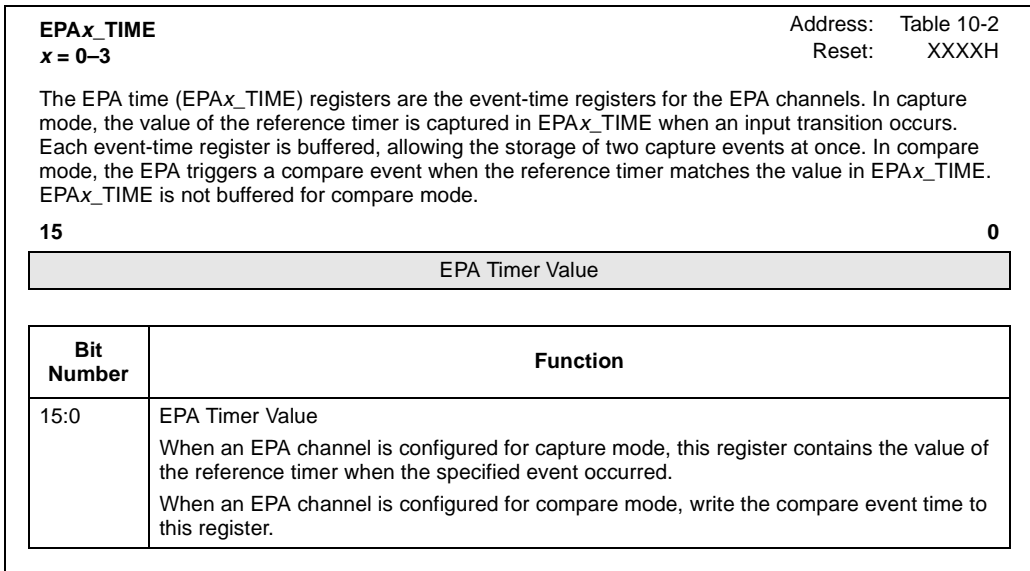 EPAx_TIME
x = 0–3
Address: Table 10-2
Reset: XXXXH
The EPA time (EPAx_TIME) registers are the event-time registers for the EPA channels. In capture
mode, the value of the reference timer is captured in EPAx_TIME when an input transition occurs.
Each event-time register is buffered, allowing the storage of two capture events at once. In compare
mode, the EPA triggers a compare event when the reference timer matches the value in EPAx_TIME.
EPAx_TIME is not buffered for compare mode.
15 0
EPA Timer Value
Bit
Number
Function
15:0
EPA Timer Value
When an EPA channel is configured for capture mode, this register contains the value of
the reference timer when the specified event occurred.
When an EPA channel is configured for compare mode, write the compare event time to
this register.